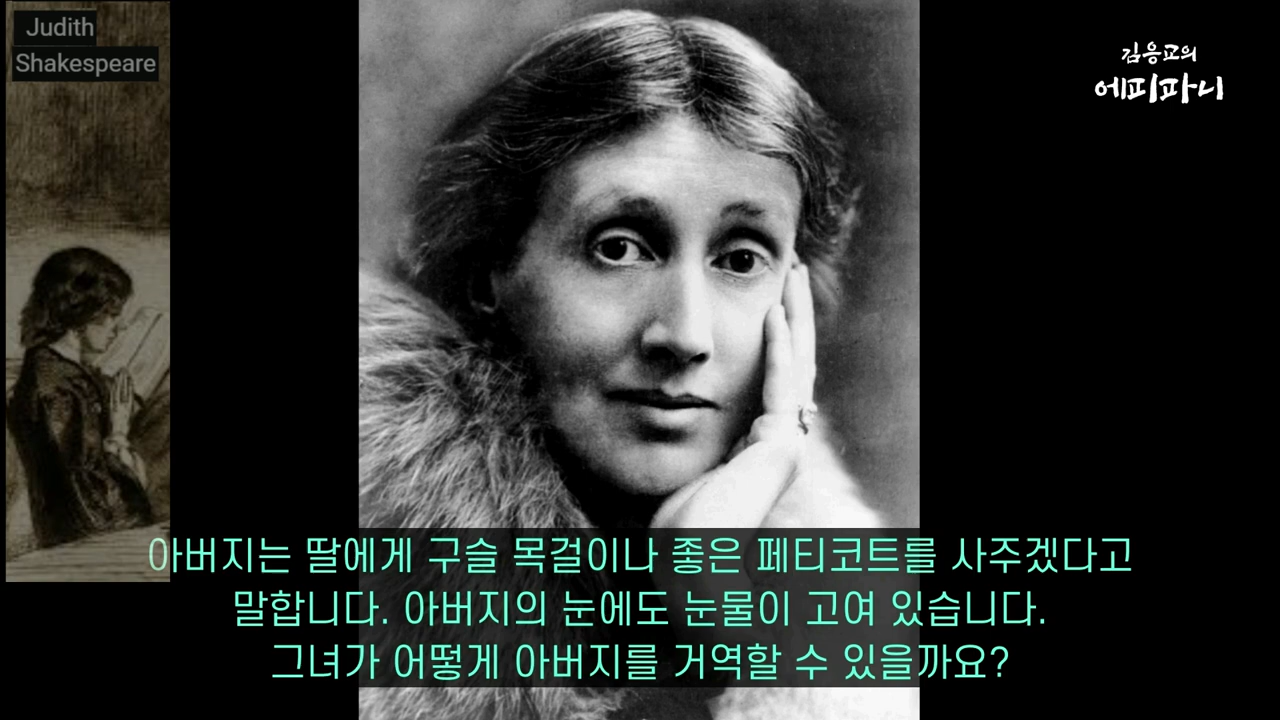 Judith
Shakespeare
김응교의
에피파니
아버지는 딸에게 구슬 목걸이나 좋은 페티코트를 사주겠다고
말합니다. 아버지의 눈에도 눈물이 고여 있습니다.
그녀가 어떻게 아버지를 거역할 수 있을까요?